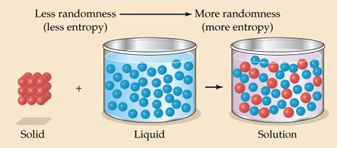 Less randomness
(less entropy)
More randomness
(more entropy)
+
Solid
Liquid
Solution